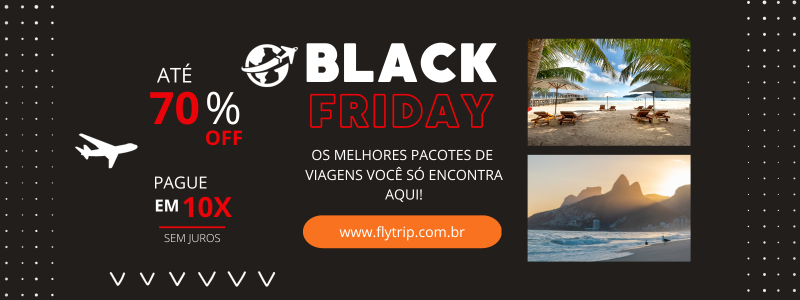 ATÉ
70 %
OFF
PAGUE
EM 10X
SEM JUROS
BLACK
FRIDAY
OS MELHORES PACOTES DE
VIAGENS VOCÊ SÓ ENCONTRA
AQUI!
www.flytrip.com.br